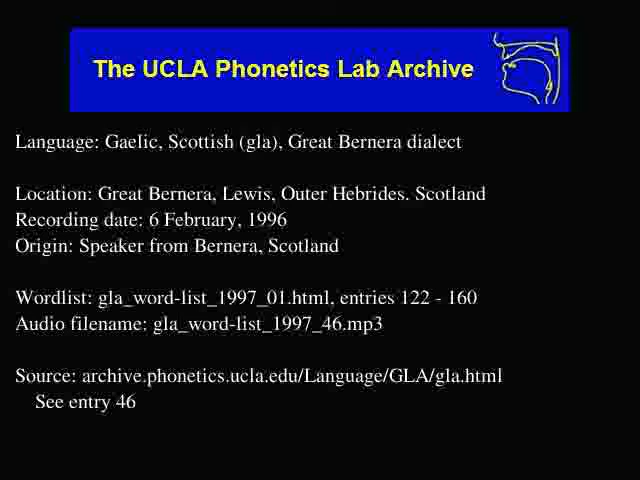 The UCLA Phonetics Lab Archive
Language: Gaelic, Scottish (gla), Great Bernera dialect
Location: Great Bernera, Lewis, Outer Hebrides. Scotland
Recording date: 6 February, 1996
Origin: Speaker from Bernera, Scotland
Wordlist: gla_word-list_1997_01.html, entries 122 - 160
Audio filename: gla_word-list_1997_46.mp3
Source: archive.phonetics.ucla.edu/Language/GLA/gla.html
See entry 46